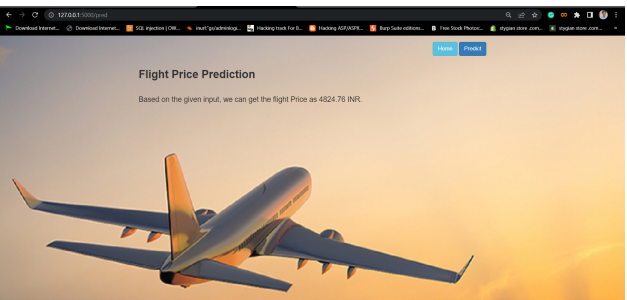 127.0.0.1:5000/pred
Download Internet... Download Internet... SQL injection | OW... inurl:"gs/adminlogi... Hacking track For B... Hacking ASP/ASPX... Burp Suite editions... Free Stock Photos:... stygian store .com... stygian store .com...
Home Predict
Flight Price Prediction
Based on the given input, we can get the flight Price as 4824.76 INR.